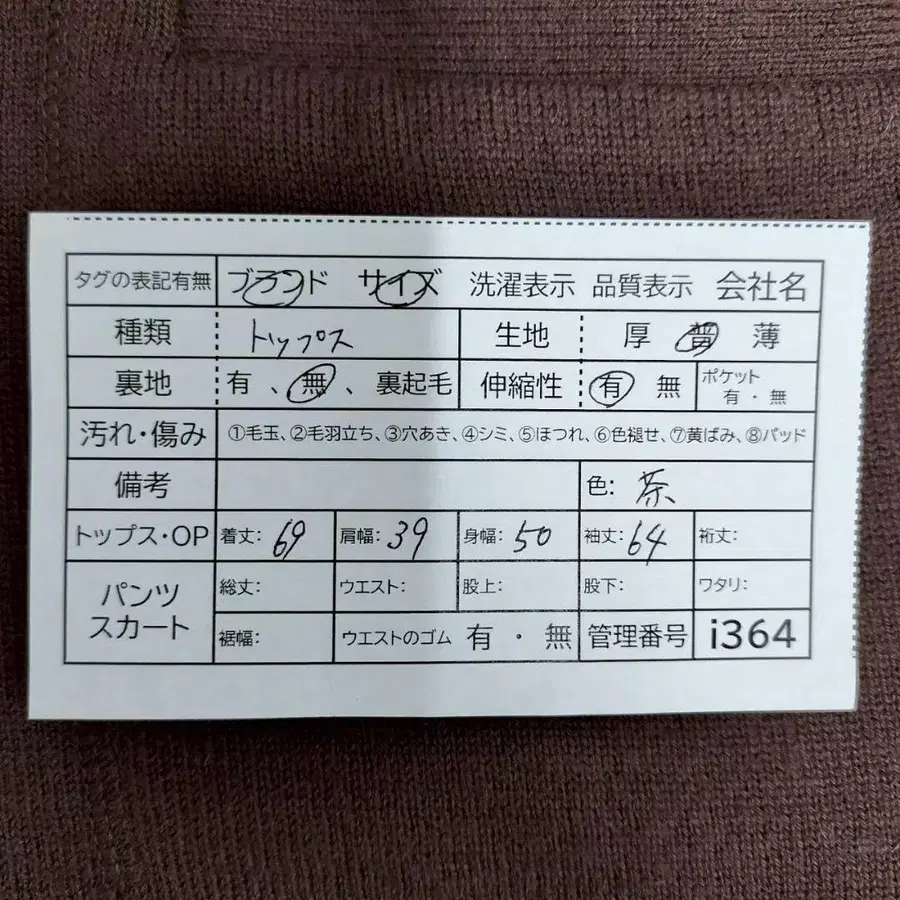 タグの表記有無 ブランド サイズ 洗濯表示 品質表示 会社名
種類 トップス 生地 厚 普 薄
裏地 有、無、裏起毛 伸縮性 有 無 ポケット 有・無
汚れ・傷み ①毛玉、②毛羽立ち、③穴あき、④シミ、⑤ほつれ、⑥色褪せ、⑦黄ばみ、⑧パッド
備考 色: 茶
トップス・OP 着丈: 69 肩幅: 39 身幅: 50 袖丈: 64 裄丈:
パンツ スカート 総丈: ウエスト: 股上: 股下: ワタリ:
裾幅: ウエストのゴム 有・無 管理番号 i364